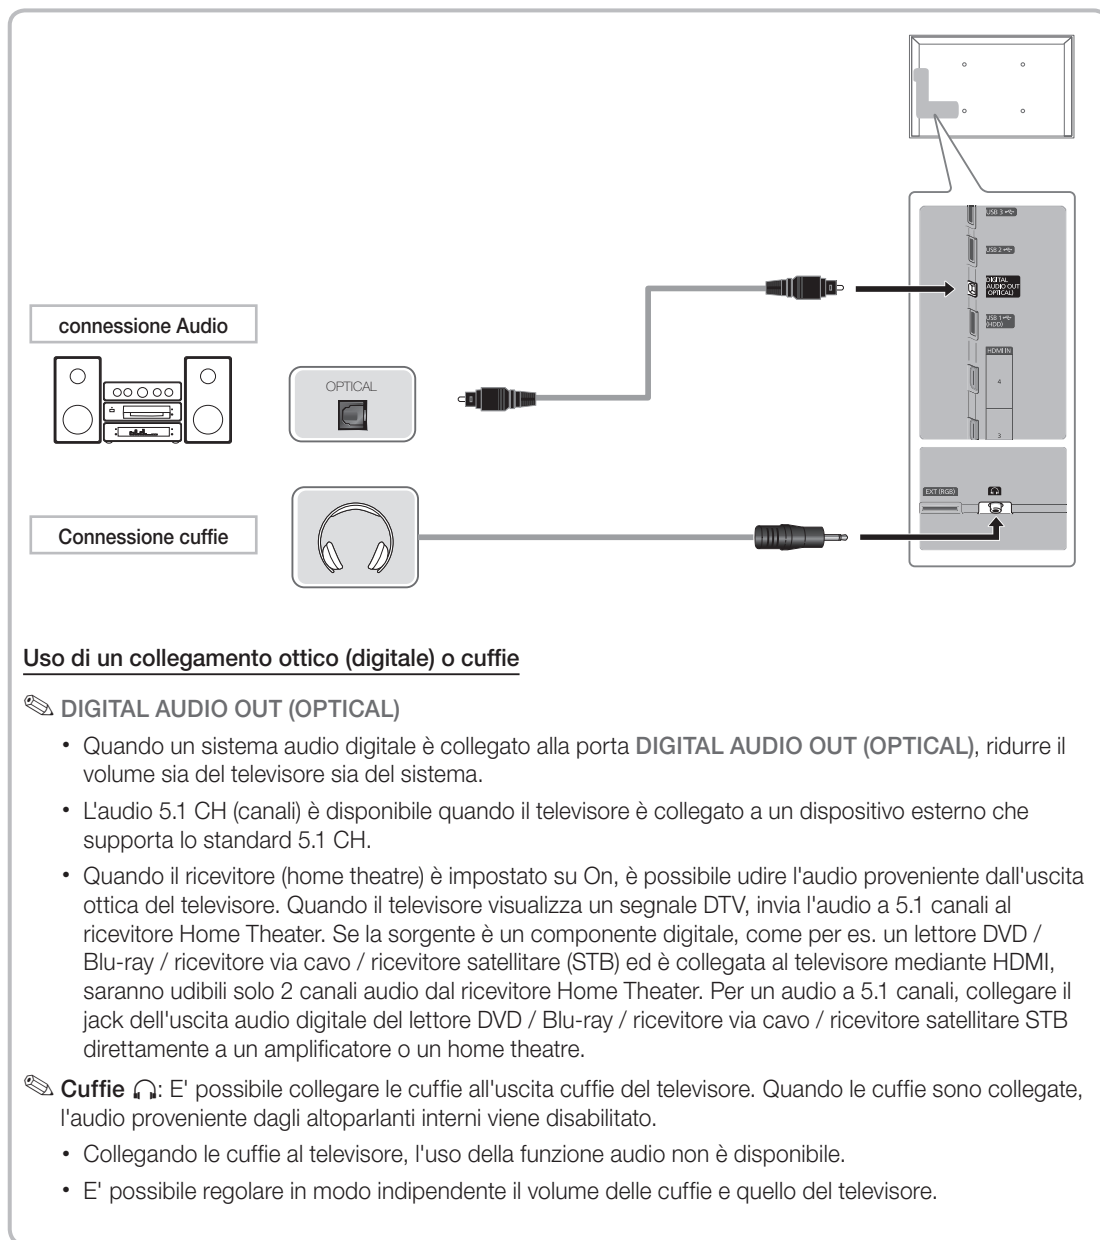 USB 3
USB 2
DIGITAL
AUDIO OUT
(OPTICAL)
USB 1
(HDD)
HDMI IN
4
3
connessione Audio
OPTICAL
EXT (RGB)
Connessione cuffie
Uso di un collegamento ottico (digitale) o cuffie
DIGITAL AUDIO OUT (OPTICAL)
• Quando un sistema audio digitale è collegato alla porta DIGITAL AUDIO OUT (OPTICAL), ridurre il
volume sia del televisore sia del sistema.
• L'audio 5.1 CH (canali) è disponibile quando il televisore è collegato a un dispositivo esterno che
supporta lo standard 5.1 CH.
• Quando il ricevitore (home theatre) è impostato su On, è possibile udire l'audio proveniente dall'uscita
ottica del televisore. Quando il televisore visualizza un segnale DTV, invia l'audio a 5.1 canali al
ricevitore Home Theater. Se la sorgente è un componente digitale, come per es. un lettore DVD /
Blu-ray / ricevitore via cavo / ricevitore satellitare (STB) ed è collegata al televisore mediante HDMI,
saranno udibili solo 2 canali audio dal ricevitore Home Theater. Per un audio a 5.1 canali, collegare il
jack dell'uscita audio digitale del lettore DVD / Blu-ray / ricevitore via cavo / ricevitore satellitare STB
direttamente a un amplificatore o un home theatre.
Cuffie : E' possibile collegare le cuffie all'uscita cuffie del televisore. Quando le cuffie sono collegate,
l'audio proveniente dagli altoparlanti interni viene disabilitato.
• Collegando le cuffie al televisore, l'uso della funzione audio non è disponibile.
• E' possibile regolare in modo indipendente il volume delle cuffie e quello del televisore.